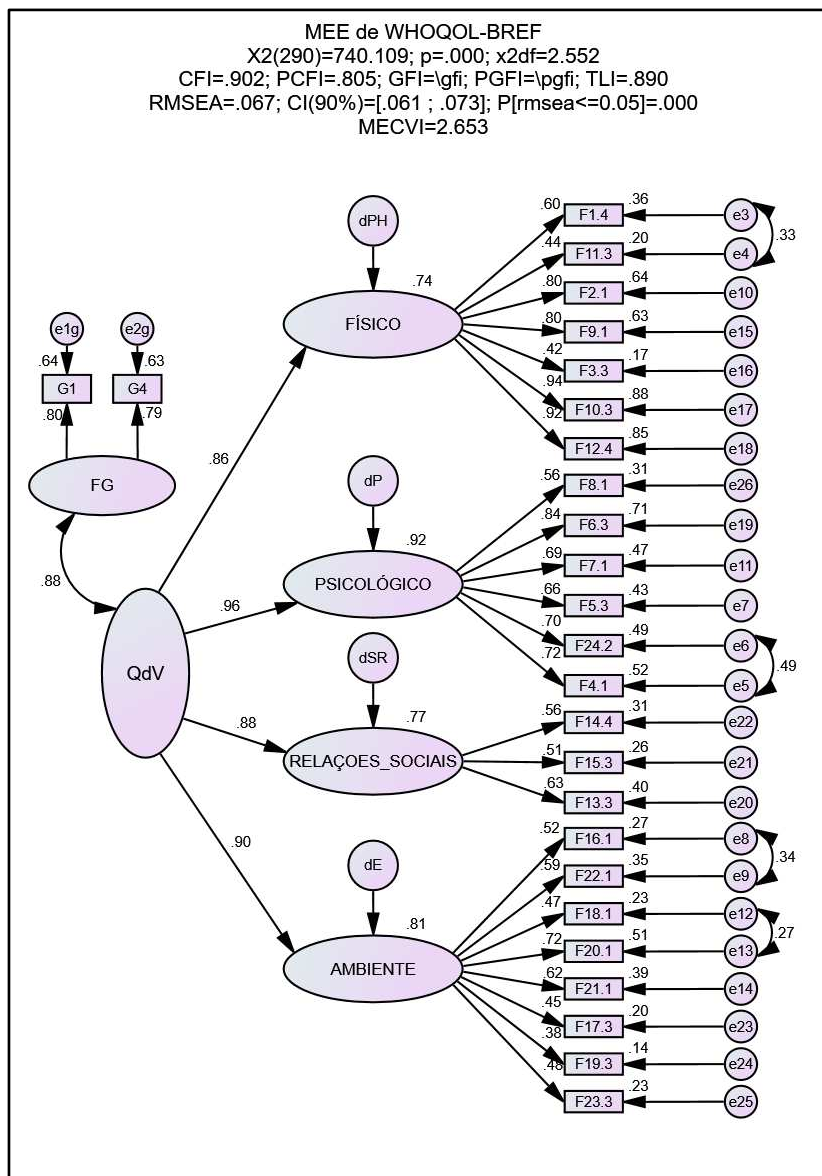 MEE de WHOQOL-BREF
X2(290)=740.109; p=.000; x2df=2.552
CFI=.902; PCFI=.805; GFI=\gfi; PGFI=\pgfi; TLI=.890
RMSEA=.067; CI(90%)=[.061 ; .073]; P[rmsea<=0.05]=.000
MECVI=2.653
dPH
.74
FÍSICO
.60 F1.4 .36 e3
.44 F11.3 .20 e4
.33
.80 F2.1 .64 e10
.80 F9.1 .63 e15
.42 F3.3 .17 e16
.94 F10.3 .88 e17
.92 F12.4 .85 e18
e1g e2g
.64 .63
G1 G4
.80 .79
FG
.88
QdV
.86
.96
.88
.90
dP
.92
PSICOLÓGICO
.56 F8.1 .31 e26
.84 F6.3 .71 e19
.69 F7.1 .47 e11
.66 F5.3 .43 e7
.70 F24.2 .49 e6
.72 F4.1 .52 e5
.49
dSR
.77
RELAÇOES_SOCIAIS
.56 F14.4 .31 e22
.51 F15.3 .26 e21
.63 F13.3 .40 e20
dE
.81
AMBIENTE
.52 F16.1 .27 e8
.59 F22.1 .35 e9
.34
.47 F18.1 .23 e12
.72 F20.1 .51 e13
.27
.62 F21.1 .39 e14
.45 F17.3 .20 e23
.38 F19.3 .14 e24
.48 F23.3 .23 e25